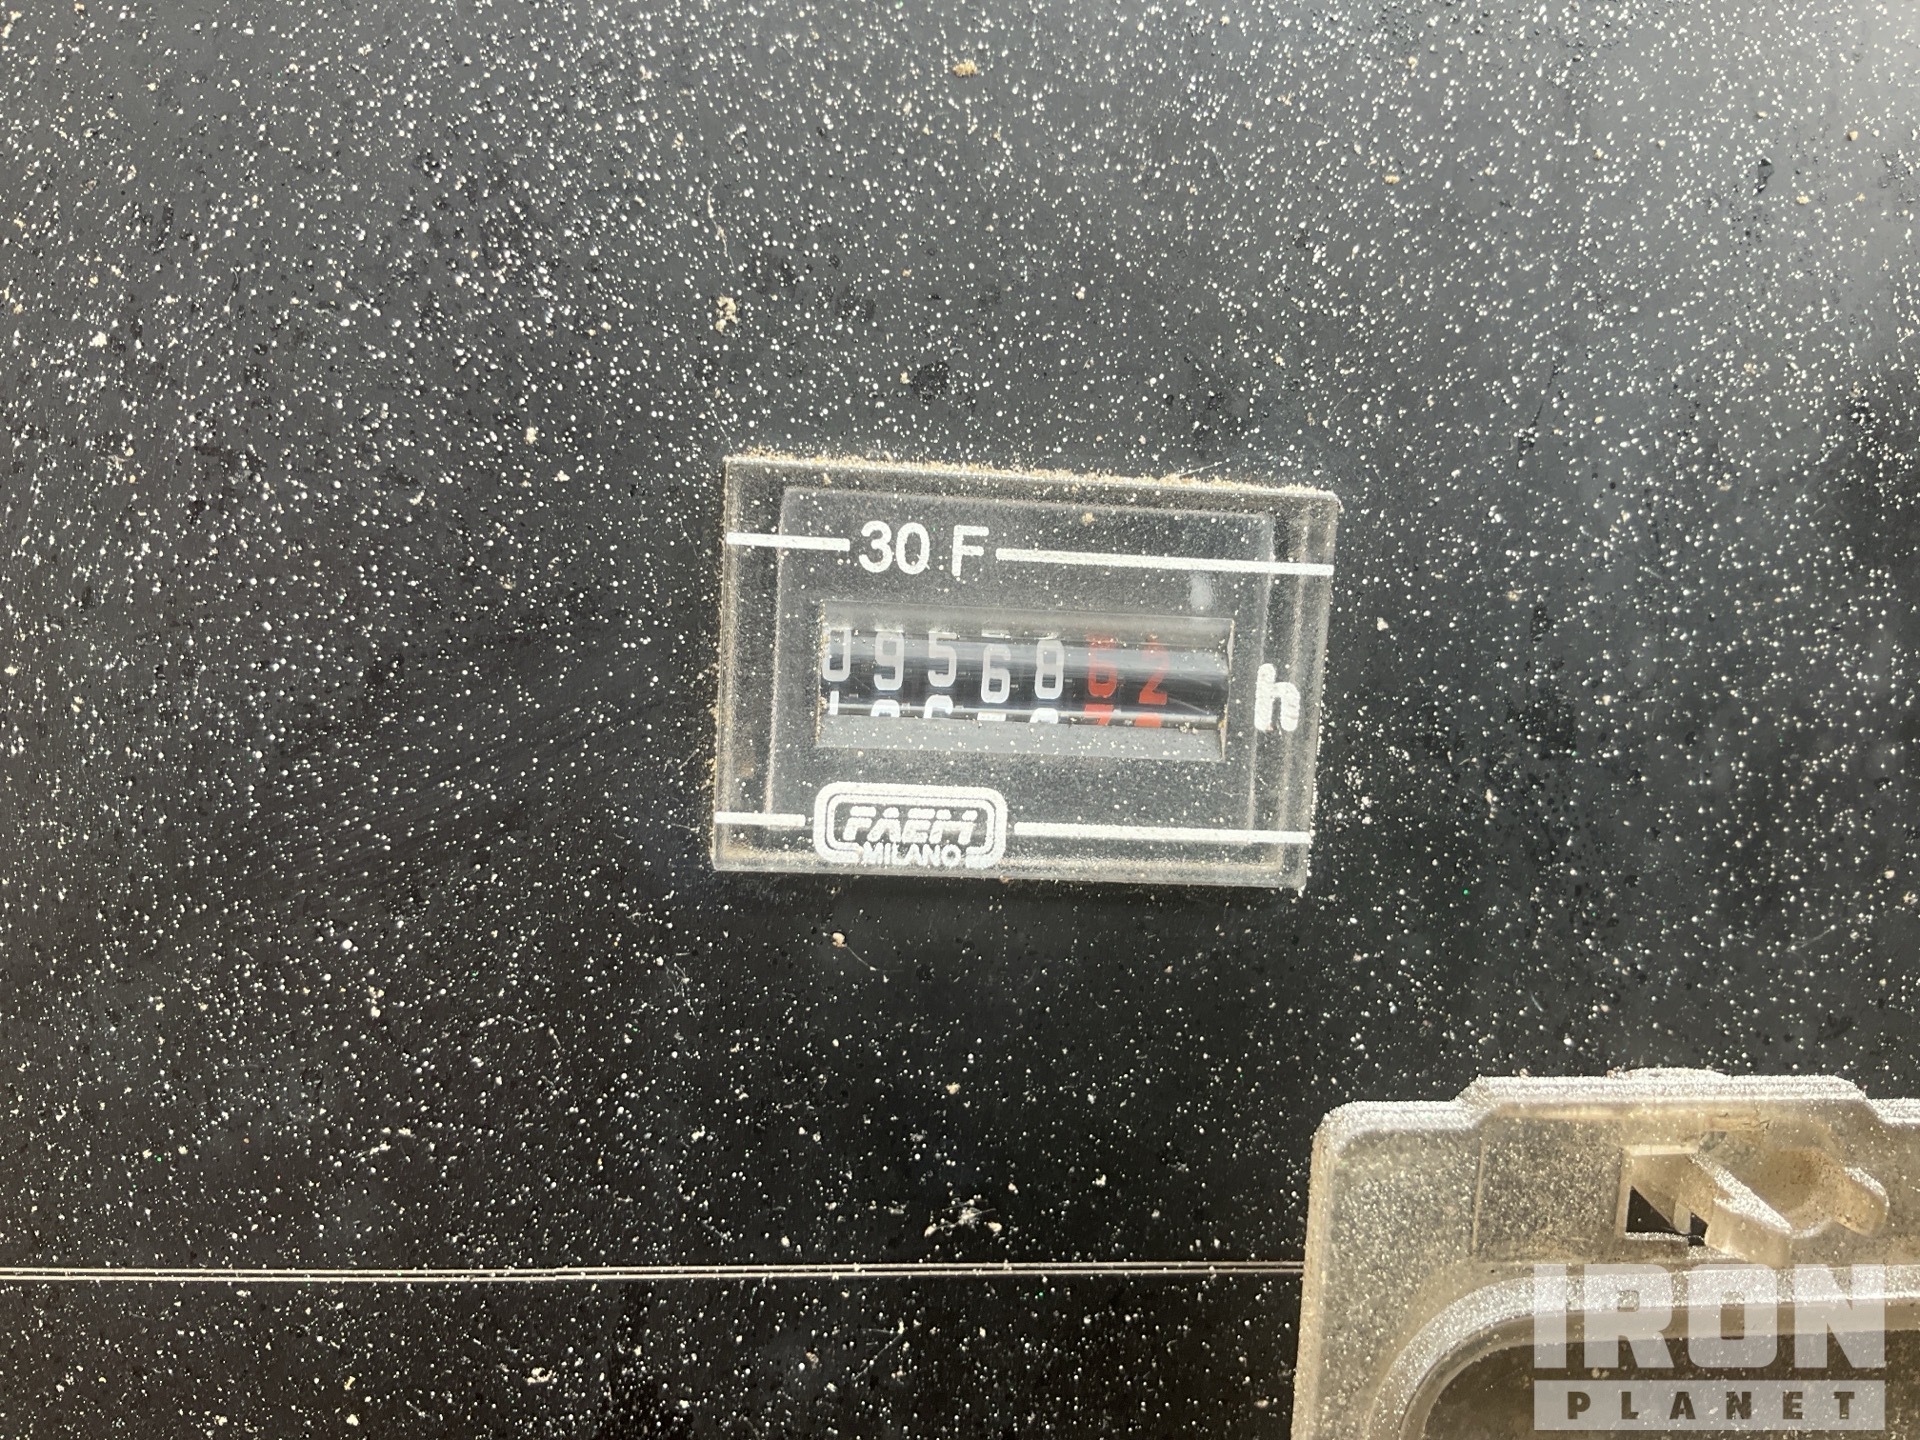 30 F
0956862
h
FAEM
MILANO
IRON
PLANET